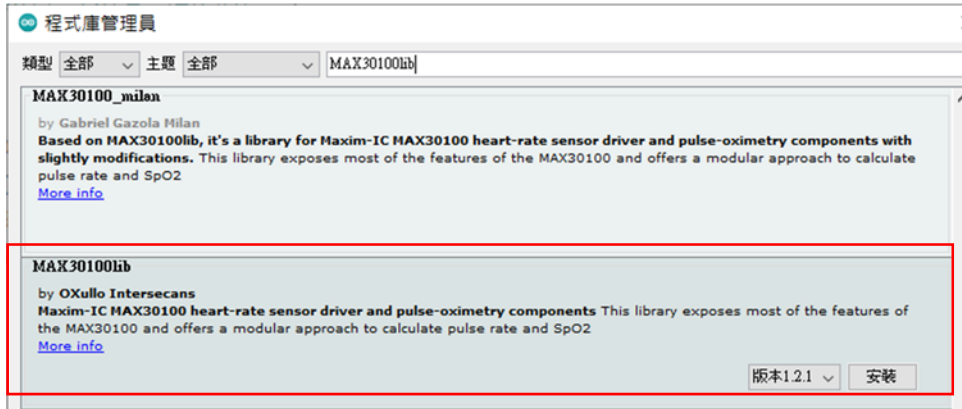 程式庫管理員
類型 全部 主題 全部 MAX30100lib
MAX30100_milan
by Gabriel Gazola Milan
Based on MAX30100lib, it's a library for Maxim-IC MAX30100 heart-rate sensor driver and pulse-oximetry components with
slightly modifications. This library exposes most of the features of the MAX30100 and offers a modular approach to calculate
pulse rate and SpO2
More info
MAX30100lib
by OXullo Intersecans
Maxim-IC MAX30100 heart-rate sensor driver and pulse-oximetry components This library exposes most of the features of
the MAX30100 and offers a modular approach to calculate pulse rate and SpO2
More info
版本1.2.1 安裝